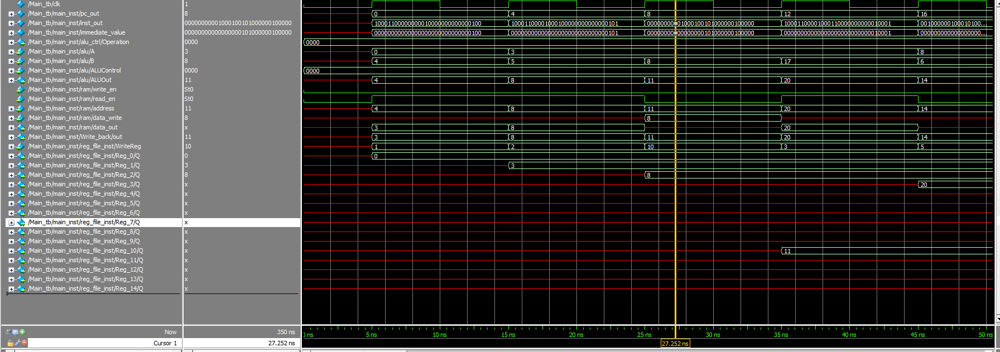 /Main_tb/clk 1
/Main_tb/main_inst/pc_out 8 0 4 8 12 16
/Main_tb/main_inst/inst_out 00000000001000100101000000100000 10001100000000010000000000000100 10001100001000100000000000000101 00000000001000100101000000100000 10001100001000110000000000010001 001000000100010100...
/Main_tb/main_inst/immediate_value 00000000000000000101000000100000 00000000000000000000000000000100 00000000000000000000000000000101 00000000000000000101000000100000 00000000000000000000000000010001 000000000000000000...
/Main_tb/main_inst/alu_ctrl/Operation 0000 0000
/Main_tb/main_inst/alu/A 3 0 3 8
/Main_tb/main_inst/alu/B 8 4 5 8 17 6
/Main_tb/main_inst/alu/ALUControl 0000 0000
/Main_tb/main_inst/alu/ALUOut 11 4 8 11 20 14
/Main_tb/main_inst/ram/write_en St0
/Main_tb/main_inst/ram/read_en St0
/Main_tb/main_inst/ram/address 11 4 8 11 20 14
/Main_tb/main_inst/ram/data_write 8 8
/Main_tb/main_inst/ram/data_out x 3 8 20
/Main_tb/main_inst/Write_back/out 11 3 8 11 20 14
/Main_tb/main_inst/reg_file_inst/WriteReg 10 1 2 10 3 5
/Main_tb/main_inst/reg_file_inst/Reg_0/Q 0 0
/Main_tb/main_inst/reg_file_inst/Reg_1/Q 3 3
/Main_tb/main_inst/reg_file_inst/Reg_2/Q 8 8
/Main_tb/main_inst/reg_file_inst/Reg_3/Q x 20
/Main_tb/main_inst/reg_file_inst/Reg_4/Q x
/Main_tb/main_inst/reg_file_inst/Reg_5/Q x
/Main_tb/main_inst/reg_file_inst/Reg_6/Q x
/Main_tb/main_inst/reg_file_inst/Reg_7/Q x
/Main_tb/main_inst/reg_file_inst/Reg_8/Q x
/Main_tb/main_inst/reg_file_inst/Reg_9/Q x
/Main_tb/main_inst/reg_file_inst/Reg_10/Q x 11
/Main_tb/main_inst/reg_file_inst/Reg_11/Q x
/Main_tb/main_inst/reg_file_inst/Reg_12/Q x
/Main_tb/main_inst/reg_file_inst/Reg_13/Q x
/Main_tb/main_inst/reg_file_inst/Reg_14/Q x
Now 350 ns ns 5 ns 10 ns 15 ns 20 ns 25 ns 30 ns 35 ns 40 ns 45 ns 50 ns
Cursor 1 27.252 ns 27.252 ns